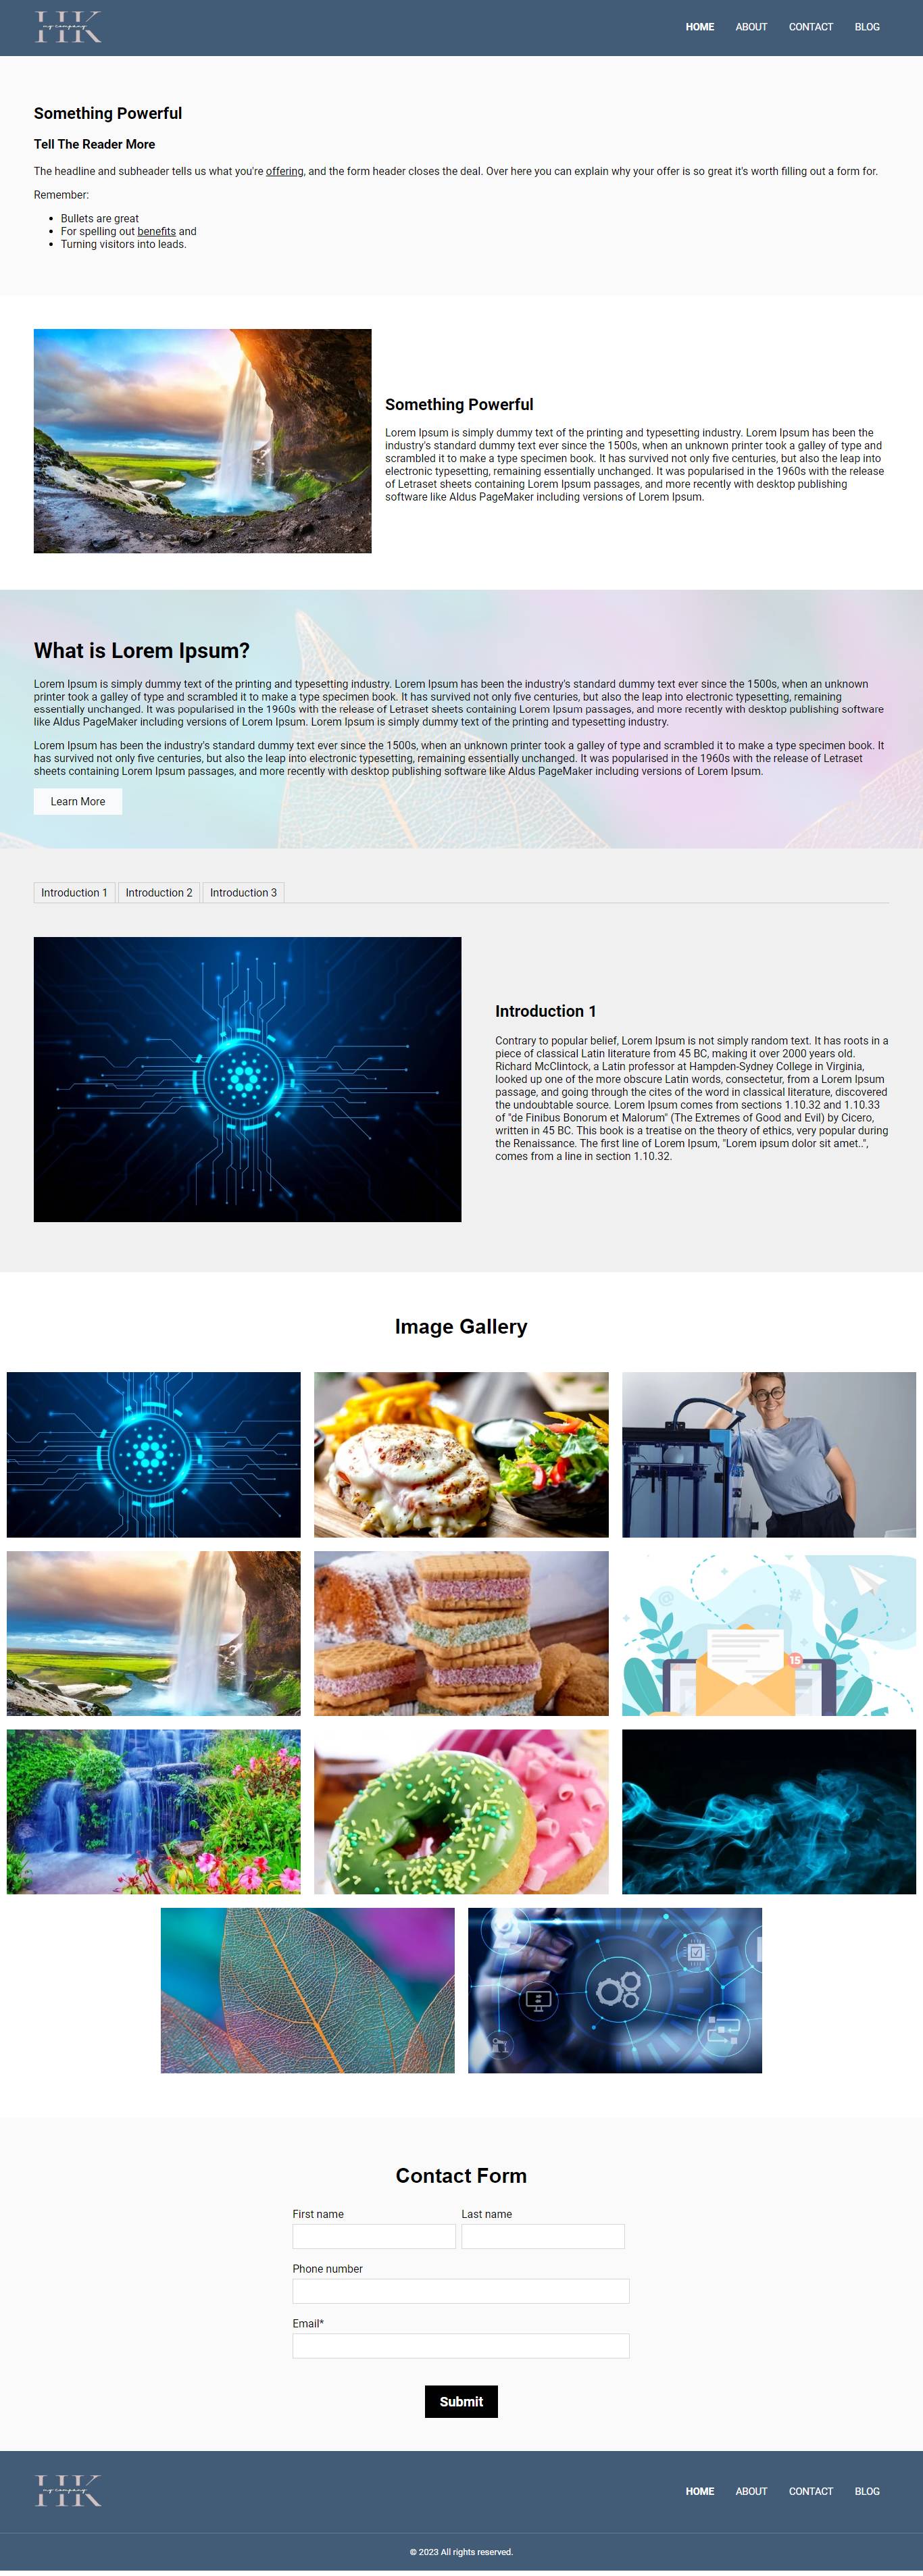 HK
my company
HOME ABOUT CONTACT BLOG
Something Powerful
Tell The Reader More
The headline and subheader tells us what you're offering, and the form header closes the deal. Over here you can explain why your offer is so great it's worth filling out a form for.
Remember:
• Bullets are great
• For spelling out benefits and
• Turning visitors into leads.
Something Powerful
Lorem Ipsum is simply dummy text of the printing and typesetting industry. Lorem Ipsum has been the
industry's standard dummy text ever since the 1500s, when an unknown printer took a galley of type and
scrambled it to make a type specimen book. It has survived not only five centuries, but also the leap into
electronic typesetting, remaining essentially unchanged. It was popularised in the 1960s with the release
of Letraset sheets containing Lorem Ipsum passages, and more recently with desktop publishing
software like Aldus PageMaker including versions of Lorem Ipsum.
What is Lorem Ipsum?
Lorem Ipsum is simply dummy text of the printing and typesetting industry. Lorem Ipsum has been the industry's standard dummy text ever since the 1500s, when an unknown
printer took a galley of type and scrambled it to make a type specimen book. It has survived not only five centuries, but also the leap into electronic typesetting, remaining
essentially unchanged. It was popularised in the 1960s with the release of Letraset sheets containing Lorem Ipsum passages, and more recently with desktop publishing software
like Aldus PageMaker including versions of Lorem Ipsum. Lorem Ipsum is simply dummy text of the printing and typesetting industry.
Lorem Ipsum has been the industry's standard dummy text ever since the 1500s, when an unknown printer took a galley of type and scrambled it to make a type specimen book. It
has survived not only five centuries, but also the leap into electronic typesetting, remaining essentially unchanged. It was popularised in the 1960s with the release of Letraset
sheets containing Lorem Ipsum passages, and more recently with desktop publishing software like Aldus PageMaker including versions of Lorem Ipsum.
Learn More
Introduction 1 Introduction 2 Introduction 3
Introduction 1
Contrary to popular belief, Lorem Ipsum is not simply random text. It has roots in a
piece of classical Latin literature from 45 BC, making it over 2000 years old.
Richard McClintock, a Latin professor at Hampden-Sydney College in Virginia,
looked up one of the more obscure Latin words, consectetur, from a Lorem Ipsum
passage, and going through the cites of the word in classical literature, discovered
the undoubtable source. Lorem Ipsum comes from sections 1.10.32 and 1.10.33
of "de Finibus Bonorum et Malorum" (The Extremes of Good and Evil) by Cicero,
written in 45 BC. This book is a treatise on the theory of ethics, very popular during
the Renaissance. The first line of Lorem Ipsum, "Lorem ipsum dolor sit amet..",
comes from a line in section 1.10.32.
Image Gallery
@
#
15
Contact Form
First name Last name
Phone number
Email*
Submit
HK
my company
HOME ABOUT CONTACT BLOG
© 2023 All rights reserved.